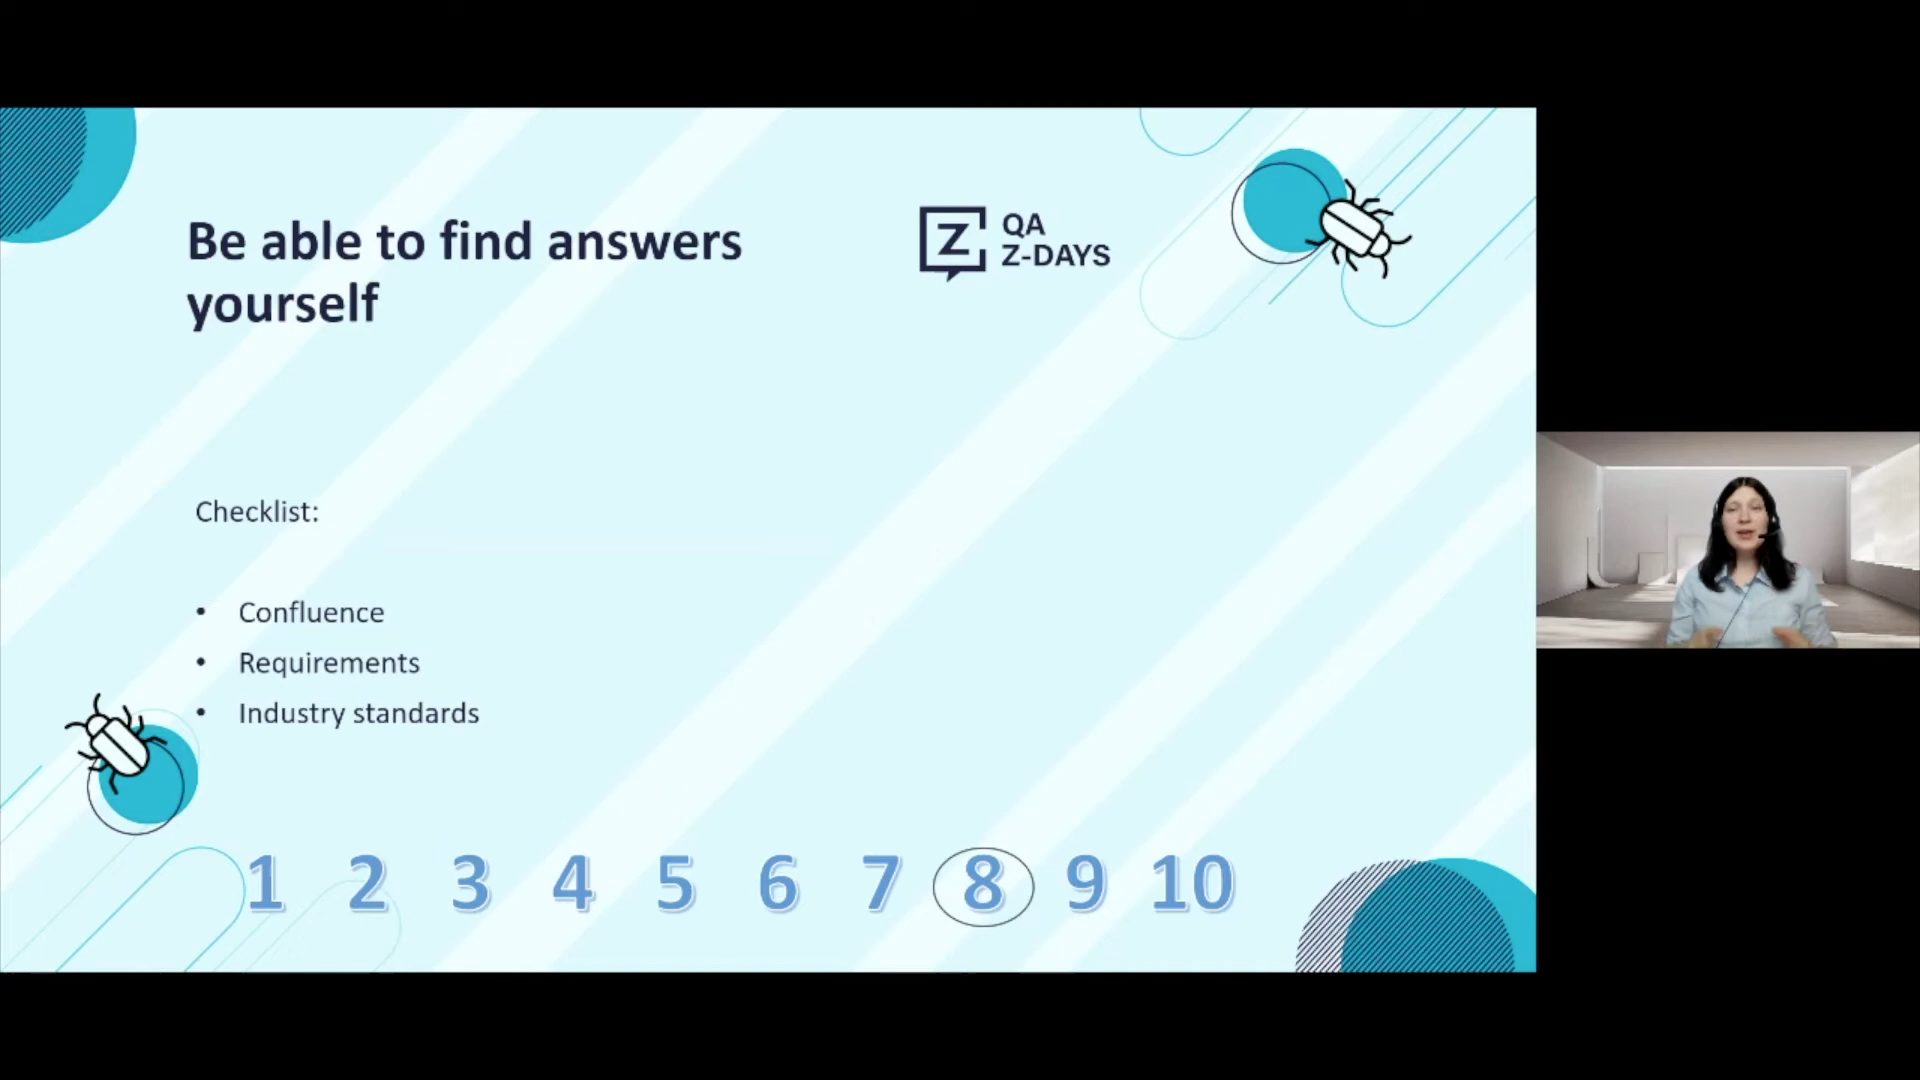 Be able to find answers
yourself
Z
QA
Z-DAYS
Checklist:
• Confluence
• Requirements
• Industry standards
1 2 3 4 5 6 7 8 9 10